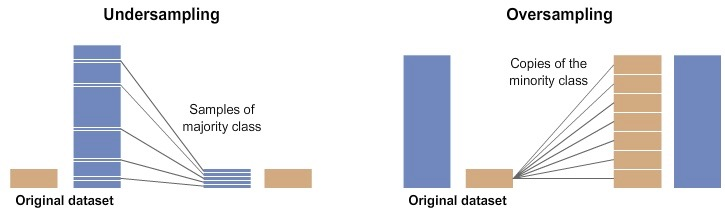 Undersampling
Samples of
majority class
Original dataset
Oversampling
Copies of the
minority class
Original dataset